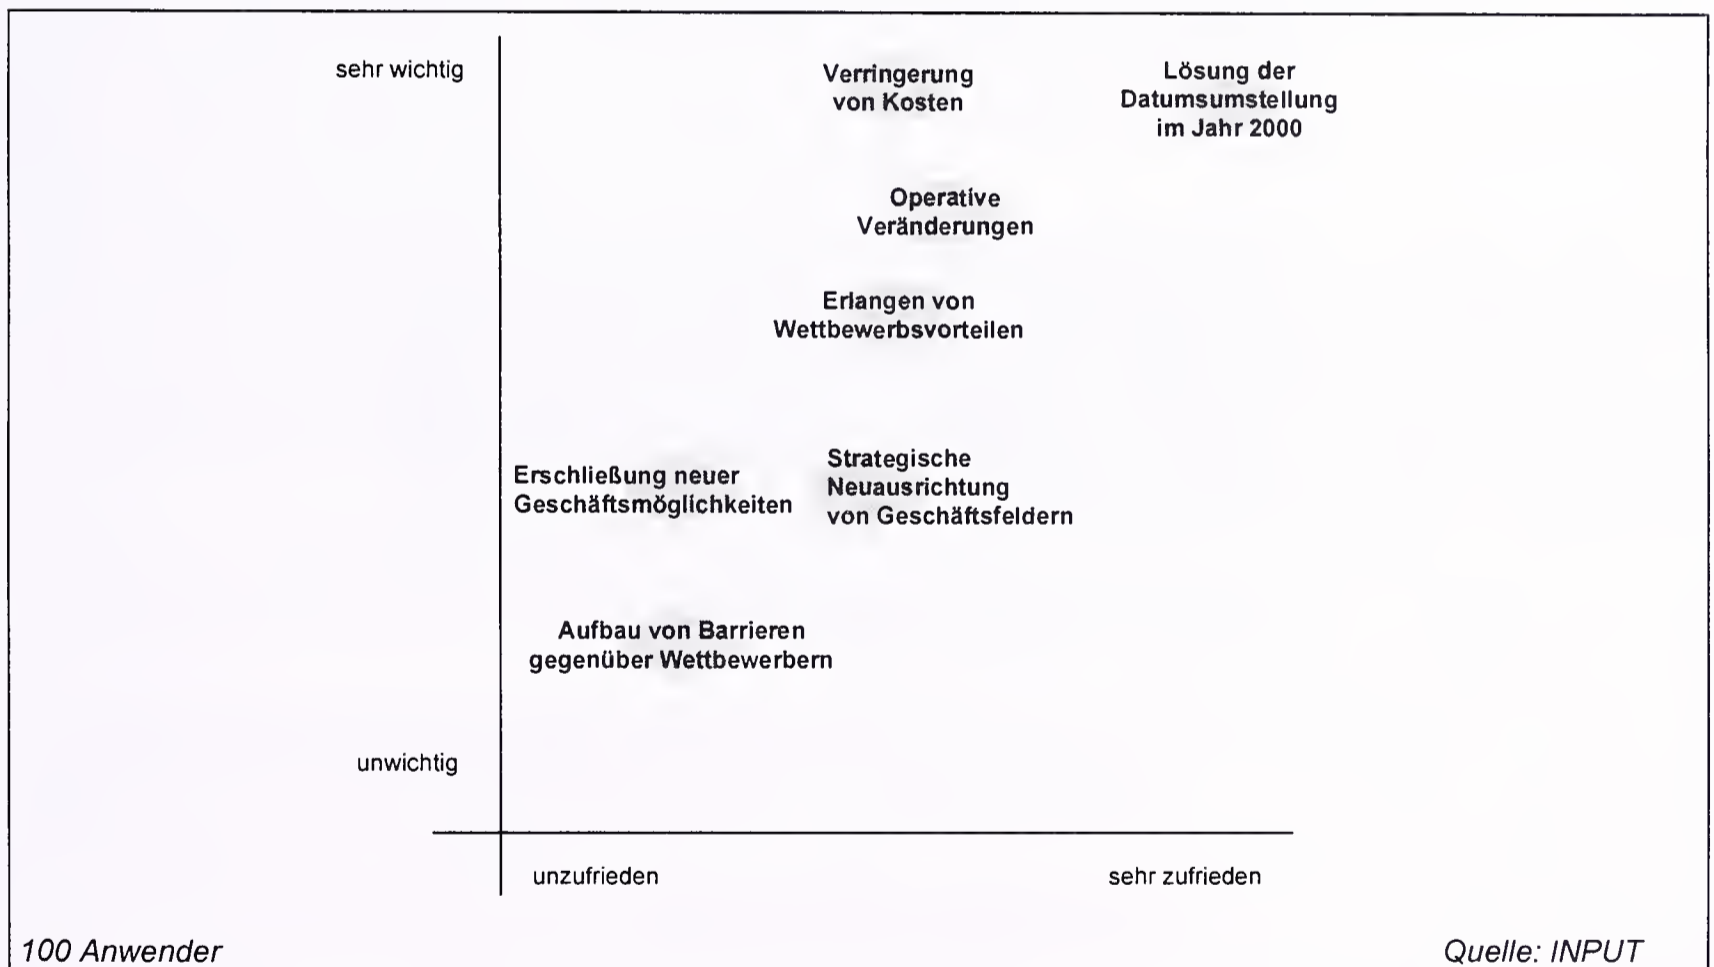 sehr wichtig
Verringerung
von Kosten
Lösung der
Datumsumstellung
im Jahr 2000
Operative
Veränderungen
Erlangen von
Wettbewerbsvorteilen
Erschließung neuer
Geschäftsmöglichkeiten
Strategische
Neuausrichtung
von Geschäftsfeldern
Aufbau von Barrieren
gegenüber Wettbewerbern
unwichtig
unzufrieden
sehr zufrieden
100 Anwender
Quelle: INPUT